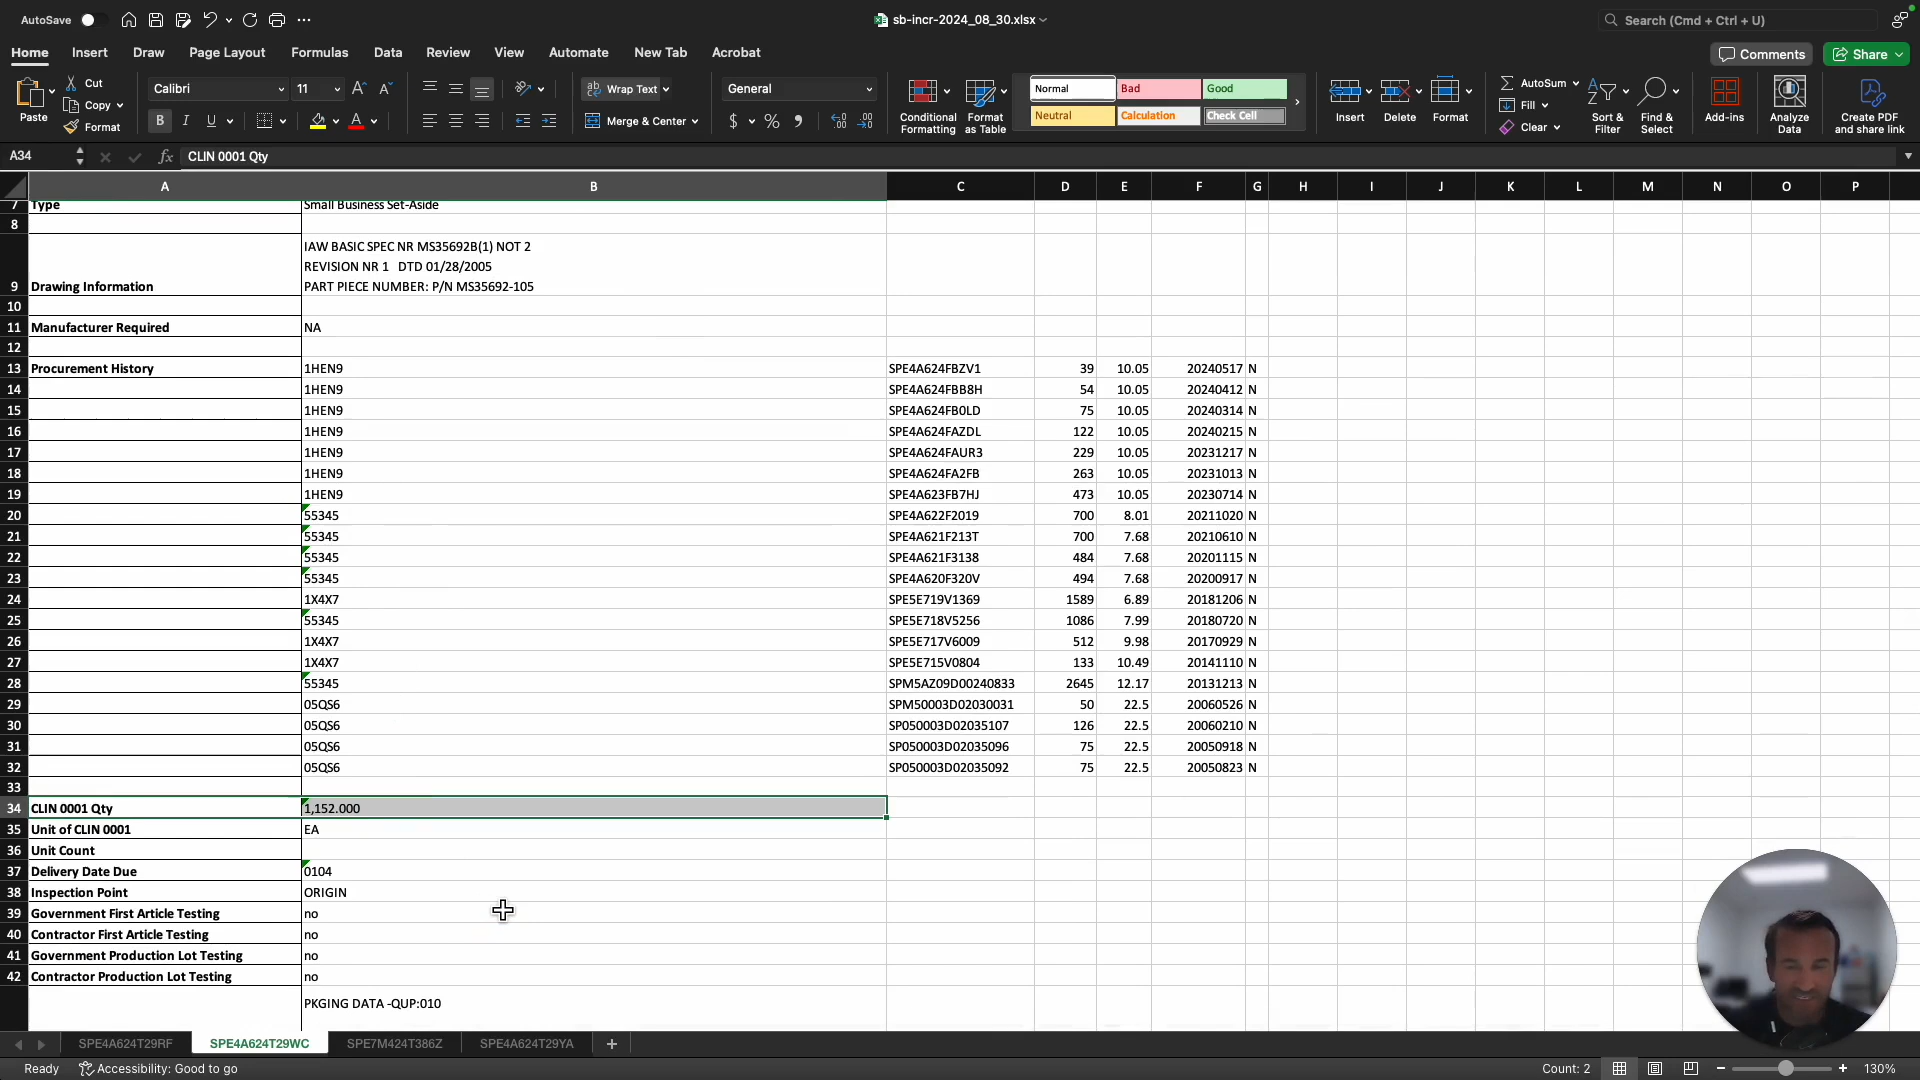 AutoSave
sb-incr-2024_08_30.xlsx
Search (Cmd + Ctrl + U)
Home Insert Draw Page Layout Formulas Data Review View Automate New Tab Acrobat
Comments Share
Paste Cut Copy Format
Calibri 11
B I U
Wrap Text
Merge & Center
General
$ % 9
Conditional Formatting
Format as Table
Normal Bad Good
Neutral Calculation Check Cell
Insert Delete Format
AutoSum
Fill
Clear
Sort & Filter
Find & Select
Add-ins
Analyze Data
Create PDF and share link
A34 fx CLIN 0001 Qty
A B C D E F G H I J K L M N O P
7 Type Small Business Set-Aside
8
IAW BASIC SPEC NR MS35692B(1) NOT 2
REVISION NR 1 DTD 01/28/2005
9 Drawing Information PART PIECE NUMBER: P/N MS35692-105
10
11 Manufacturer Required NA
12
13 Procurement History 1HEN9 SPE4A624FBZV1 39 10.05 20240517 N
14 1HEN9 SPE4A624FBB8H 54 10.05 20240412 N
15 1HEN9 SPE4A624FB0LD 75 10.05 20240314 N
16 1HEN9 SPE4A624FAZDL 122 10.05 20240215 N
17 1HEN9 SPE4A624FAUR3 229 10.05 20231217 N
18 1HEN9 SPE4A624FA2FB 263 10.05 20231013 N
19 1HEN9 SPE4A623FB7HJ 473 10.05 20230714 N
20 55345 SPE4A622F2019 700 8.01 20211020 N
21 55345 SPE4A621F213T 700 7.68 20210610 N
22 55345 SPE4A621F3138 484 7.68 20201115 N
23 55345 SPE4A620F320V 494 7.68 20200917 N
24 1X4X7 SPE5E719V1369 1589 6.89 20181206 N
25 55345 SPE5E718V5256 1086 7.99 20180720 N
26 1X4X7 SPE5E717V6009 512 9.98 20170929 N
27 1X4X7 SPE5E715V0804 133 10.49 20141110 N
28 55345 SPM5AZ09D00240833 2645 12.17 20131213 N
29 05QS6 SPM50003D02030031 50 22.5 20060526 N
30 05QS6 SP050003D02035107 126 22.5 20060210 N
31 05QS6 SP050003D02035096 75 22.5 20050918 N
32 05QS6 SP050003D02035092 75 22.5 20050823 N
33
34 CLIN 0001 Qty 1,152.000
35 Unit of CLIN 0001 EA
36 Unit Count
37 Delivery Date Due 0104
38 Inspection Point ORIGIN
39 Government First Article Testing no
40 Contractor First Article Testing no
41 Government Production Lot Testing no
42 Contractor Production Lot Testing no
PKGING DATA -QUP:010
SPE4A624T29RF SPE4A624T29WC SPE7M424T386Z SPE4A624T29YA
Ready Accessibility: Good to go Count: 2 130%